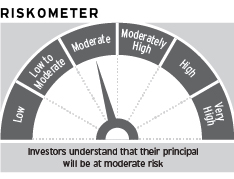 RISKOMETER
Low
Low to
Moderate
Moderate
Moderately
High
High
Very
High
Investors understand that their principal
will be at moderate risk